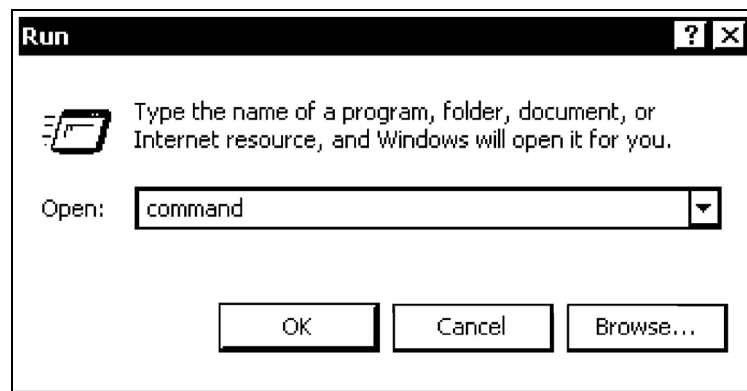 Run
Type the name of a program, folder, document, or
Internet resource, and Windows will open it for you.
Open: command
OK Cancel Browse...